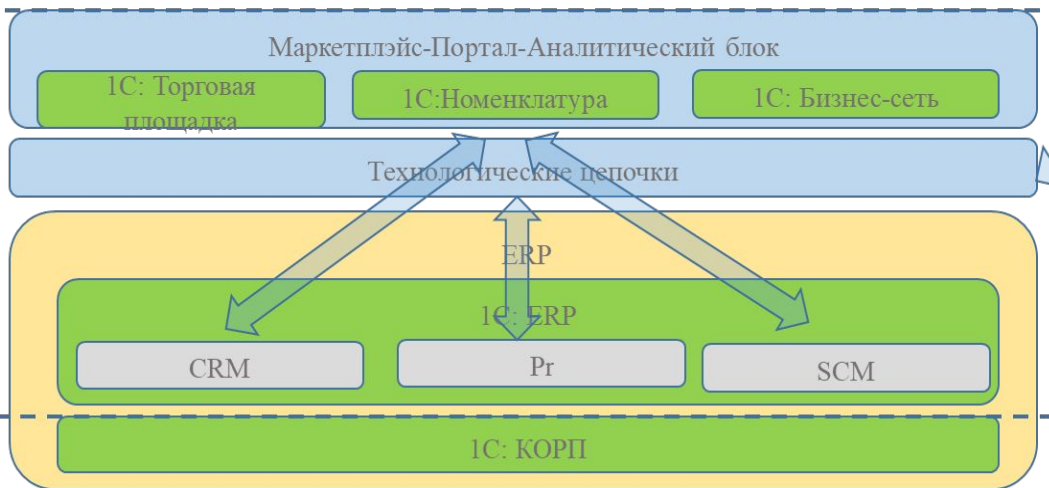 Маркетплэйс-Портал-Аналитический блок
1С: Торговая
площадка
1С:Номенклатура
1С: Бизнес-сеть
Технологические цепочки
ERP
1С: ERP
CRM
Pr
SCM
1С: КОРП